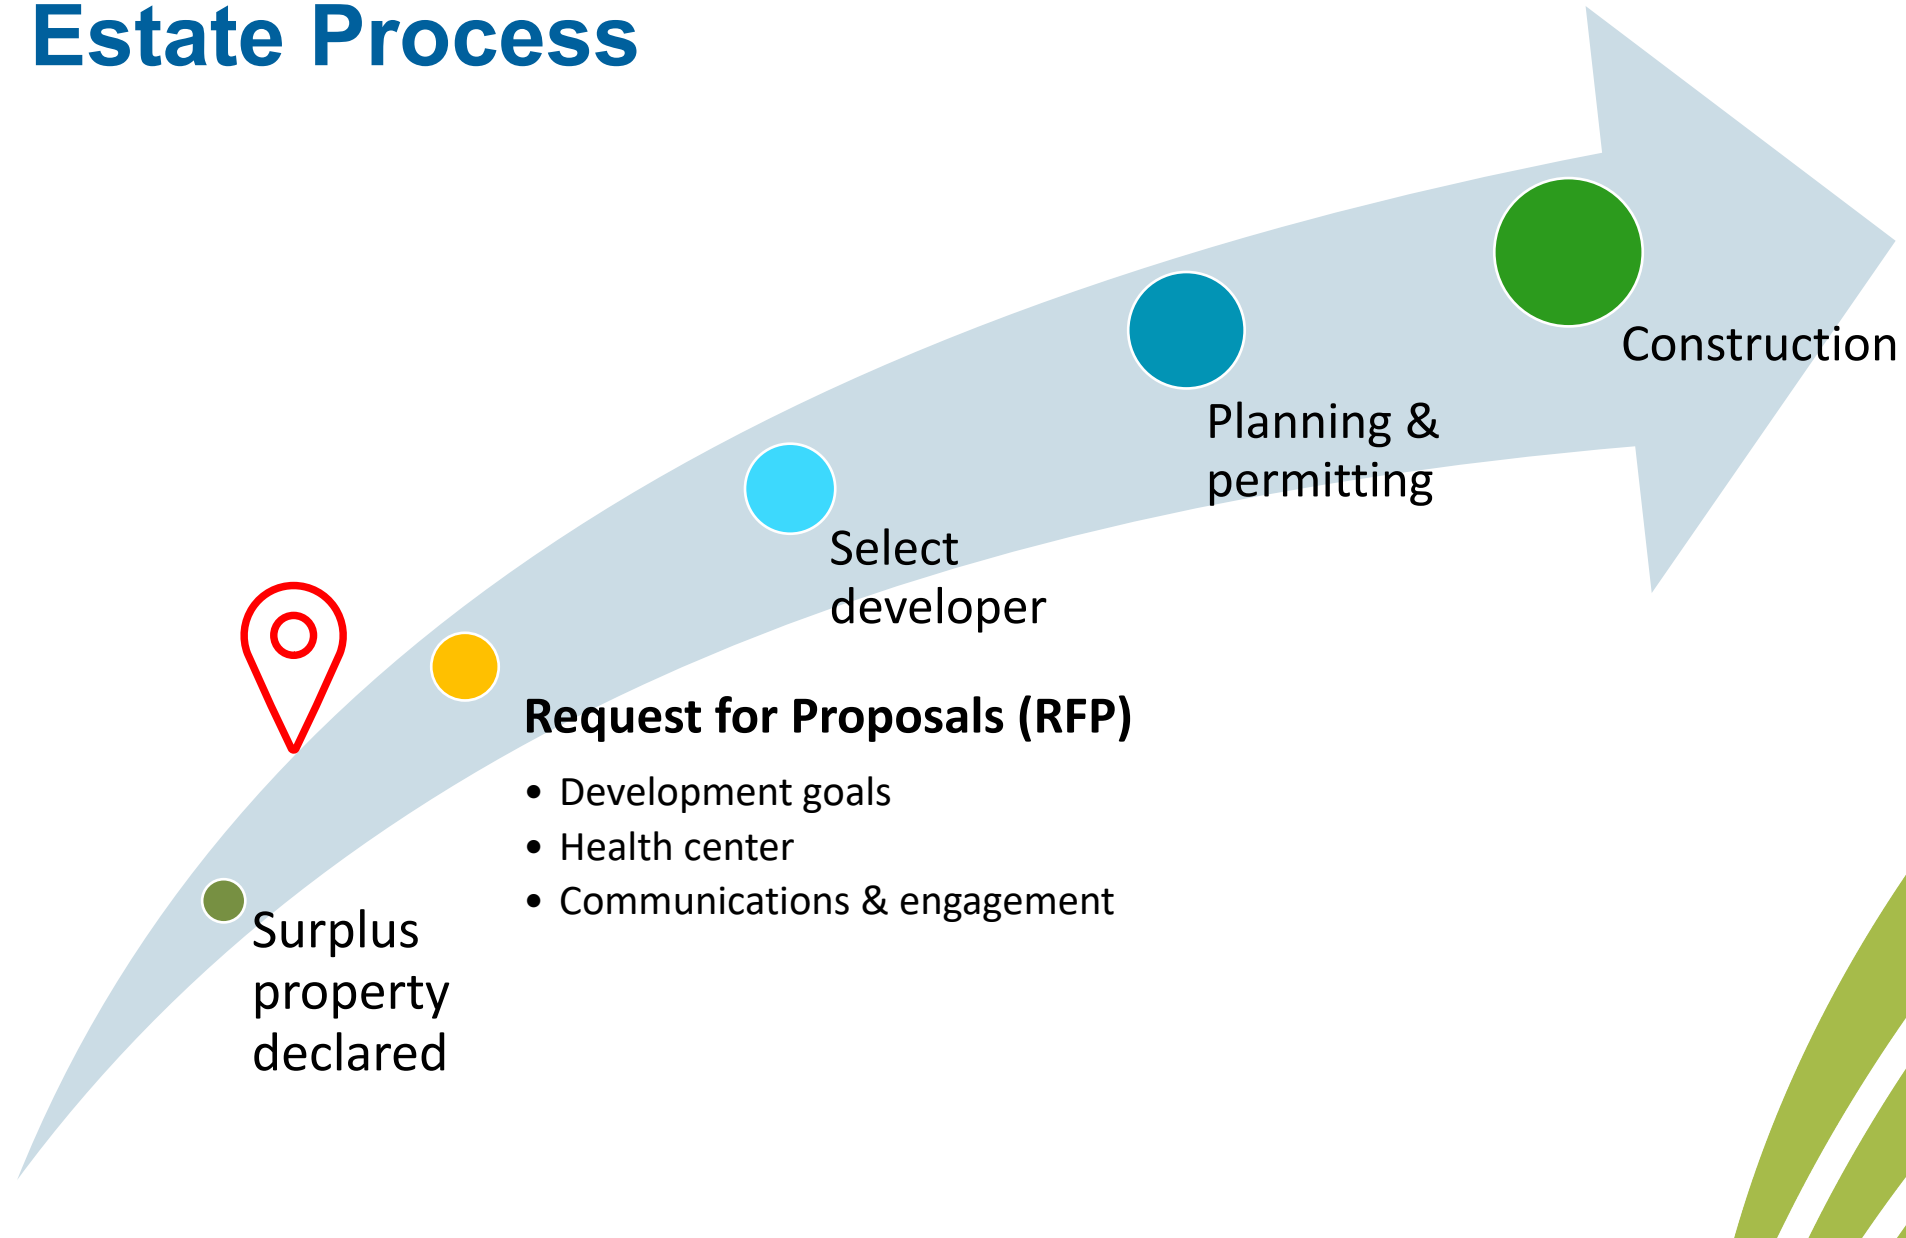 Estate Process
Construction
Planning &
permitting
Select
developer
Request for Proposals (RFP)
• Development goals
• Health center
• Communications & engagement
Surplus
property
declared